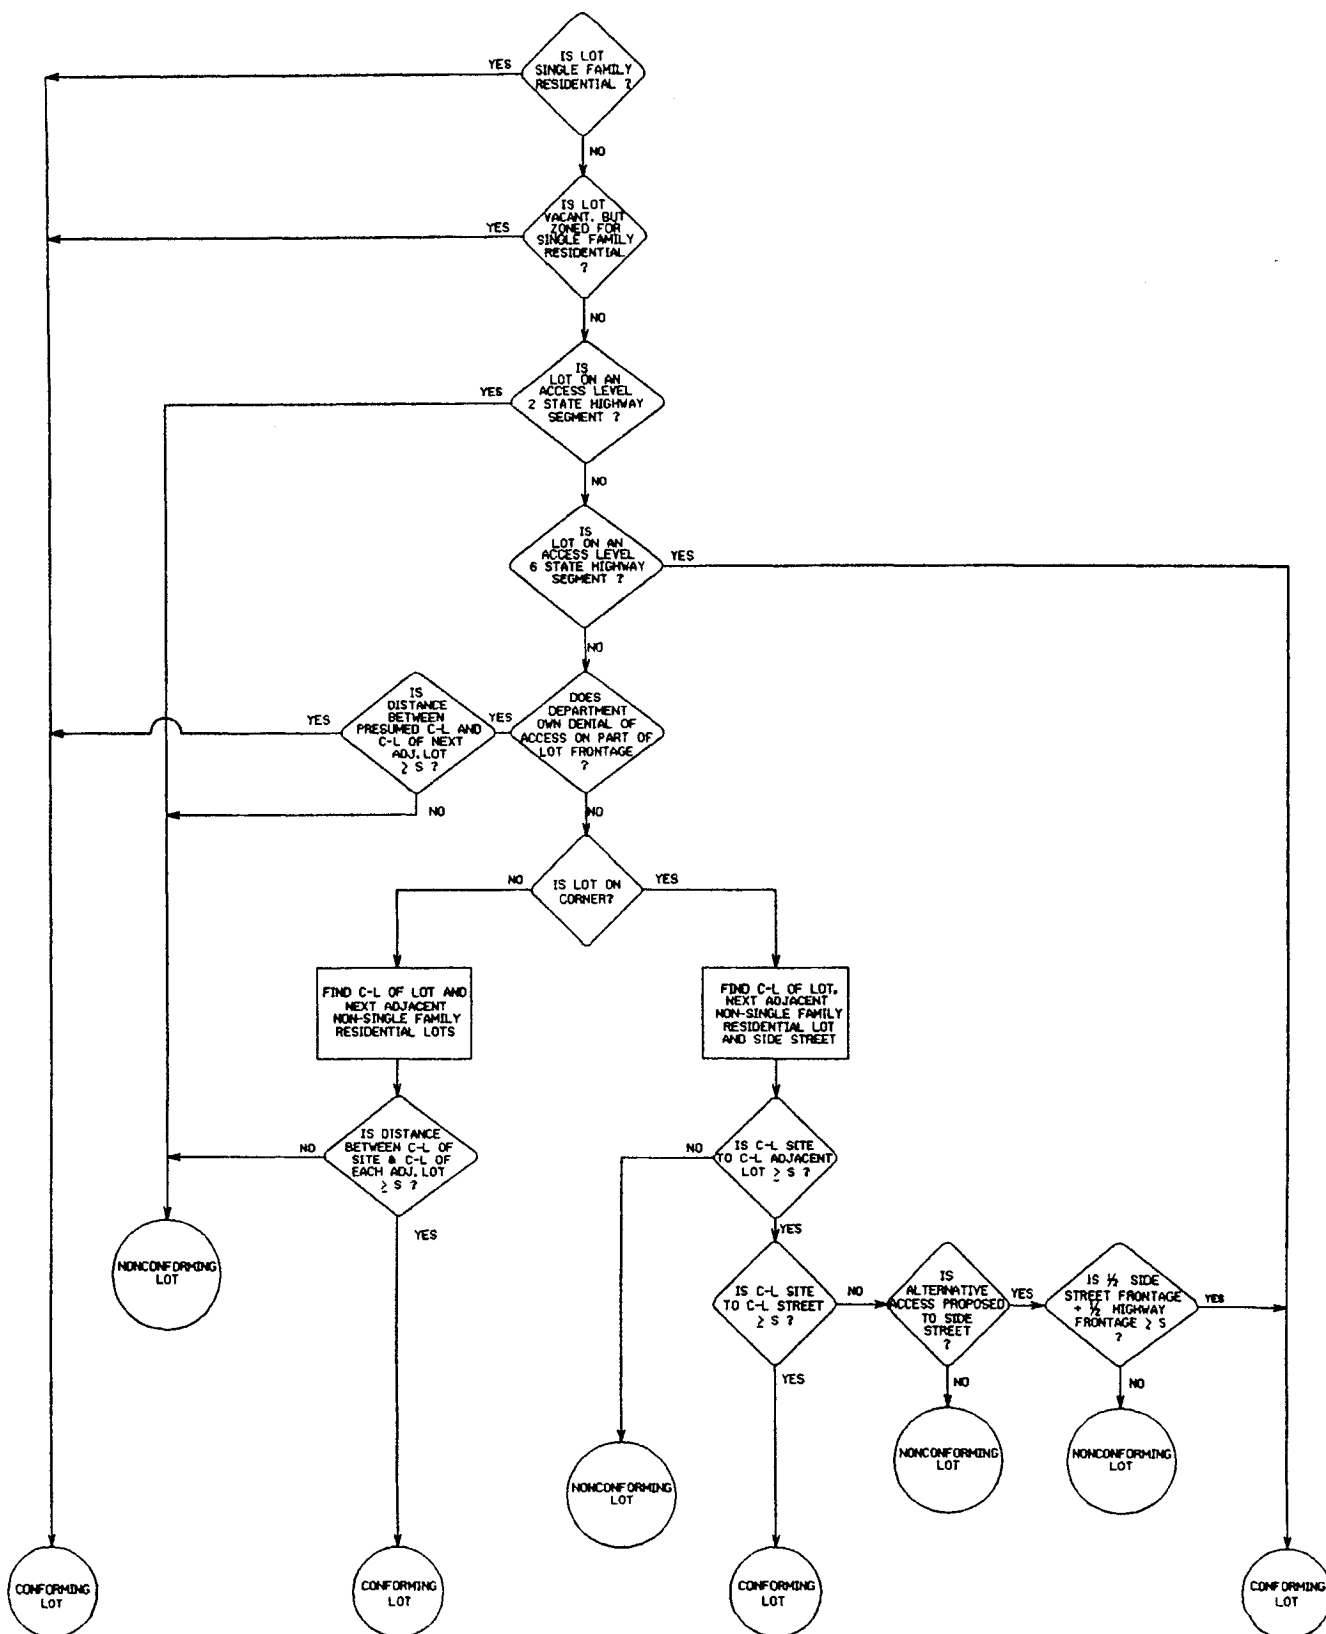 IS LOT
SINGLE FAMILY
RESIDENTIAL ?
YES
NO
IS LOT
VACANT, BUT
ZONED FOR
SINGLE FAMILY
RESIDENTIAL
?
YES
NO
IS
LOT ON AN
ACCESS LEVEL
2 STATE HIGHWAY
SEGMENT ?
YES
NO
IS
LOT ON AN
ACCESS LEVEL
6 STATE HIGHWAY
SEGMENT ?
YES
NO
DOES
DEPARTMENT
OWN DENIAL OF
ACCESS ON PART OF
LOT FRONTAGE
?
YES
NO
IS
DISTANCE
BETWEEN
PRESUMED C-L AND
C-L OF NEXT
ADJ. LOT
≥ S ?
YES
NO
IS LOT ON
CORNER?
NO
YES
FIND C-L OF LOT AND
NEXT ADJACENT
NON-SINGLE FAMILY
RESIDENTIAL LOTS
FIND C-L OF LOT,
NEXT ADJACENT
NON-SINGLE FAMILY
RESIDENTIAL LOT
AND SIDE STREET
IS DISTANCE
BETWEEN C-L OF
SITE & C-L OF
EACH ADJ. LOT
≥ S ?
NO
YES
IS C-L SITE
TO C-L ADJACENT
LOT ≥ S ?
NO
YES
NONCONFORMING
LOT
IS C-L SITE
TO C-L STREET
≥ S ?
NO
YES
IS
ALTERNATIVE
ACCESS PROPOSED
TO SIDE
STREET
?
YES
NO
IS ½ SIDE
STREET FRONTAGE
+ ½ HIGHWAY
FRONTAGE ≥ S
?
YES
NO
NONCONFORMING
LOT
NONCONFORMING
LOT
NONCONFORMING
LOT
CONFORMING
LOT
CONFORMING
LOT
CONFORMING
LOT
CONFORMING
LOT